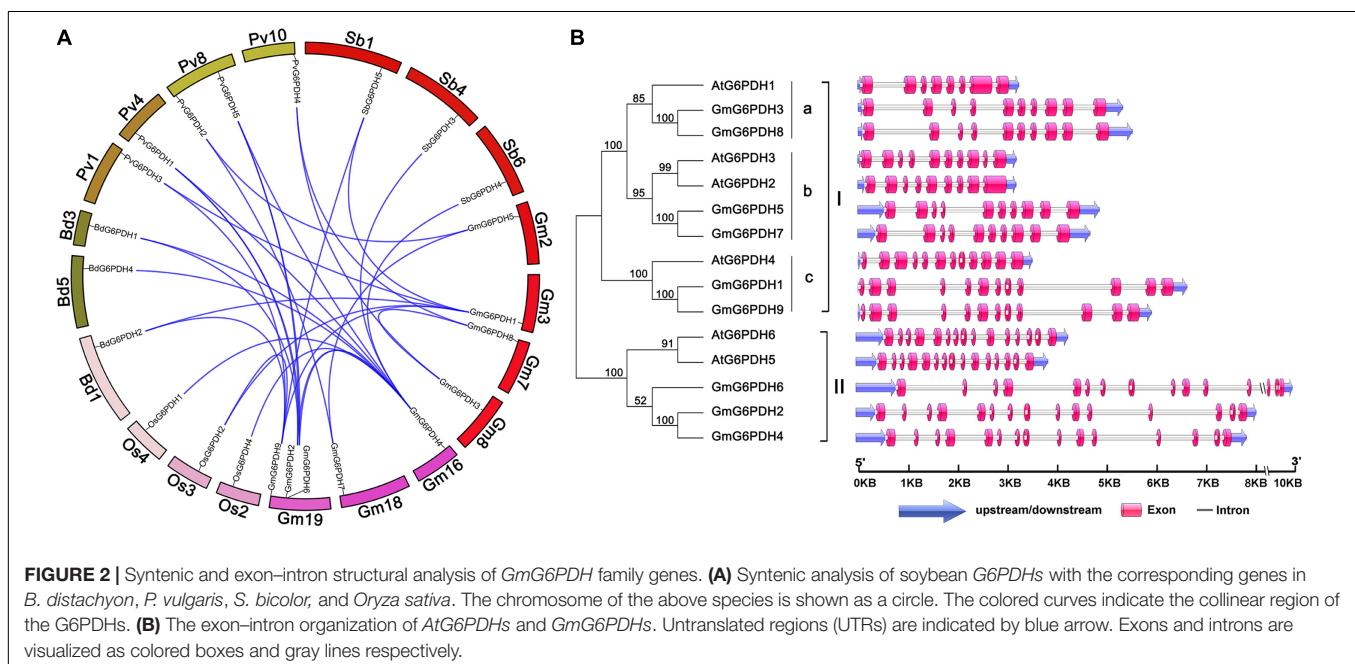 A
Pv10
Sb1
Pv8
Sb4
Pv4
Sb6
Pv1
Gm2
Bd3
Gm3
Bd5
Gm7
Bd1
Gm8
Os4
Gm16
Os3
Gm18
Os2
Gm19
PvG6PDH4
SbG6PDH5
PvG6PDH5
PvG6PDH2
SbG6PDH3
PvG6PDH1
PvG6PDH3
SbG6PDH4
GmG6PDH5
BdG6PDH1
BdG6PDH4
GmG6PDH1
GmG6PDH8
BdG6PDH2
GmG6PDH3
OsG6PDH1
GmG6PDH4
OsG6PDH2
OsG6PDH4
GmG6PDH9
GmG6PDH2
GmG6PDH6
GmG6PDH7
B
AtG6PDH1
GmG6PDH3
GmG6PDH8
AtG6PDH3
AtG6PDH2
GmG6PDH5
GmG6PDH7
AtG6PDH4
GmG6PDH1
GmG6PDH9
AtG6PDH6
AtG6PDH5
GmG6PDH6
GmG6PDH2
GmG6PDH4
85
100
100
99
95
100
100
100
91
100
52
100
a
b
c
I
II
5'
3'
0KB 1KB 2KB 3KB 4KB 5KB 6KB 7KB 8KB 10KB
upstream/downstream
Exon
Intron
FIGURE 2 | Syntenic and exon–intron structural analysis of GmG6PDH family genes. (A) Syntenic analysis of soybean G6PDHs with the corresponding genes in
B. distachyon, P. vulgaris, S. bicolor, and Oryza sativa. The chromosome of the above species is shown as a circle. The colored curves indicate the collinear region of
the G6PDHs. (B) The exon–intron organization of AtG6PDHs and GmG6PDHs. Untranslated regions (UTRs) are indicated by blue arrow. Exons and introns are
visualized as colored boxes and gray lines respectively.